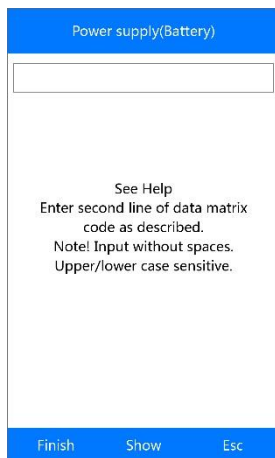 Power supply(Battery)
See Help
Enter second line of data matrix
code as described.
Note! Input without spaces.
Upper/lower case sensitive.
Finish Show Esc